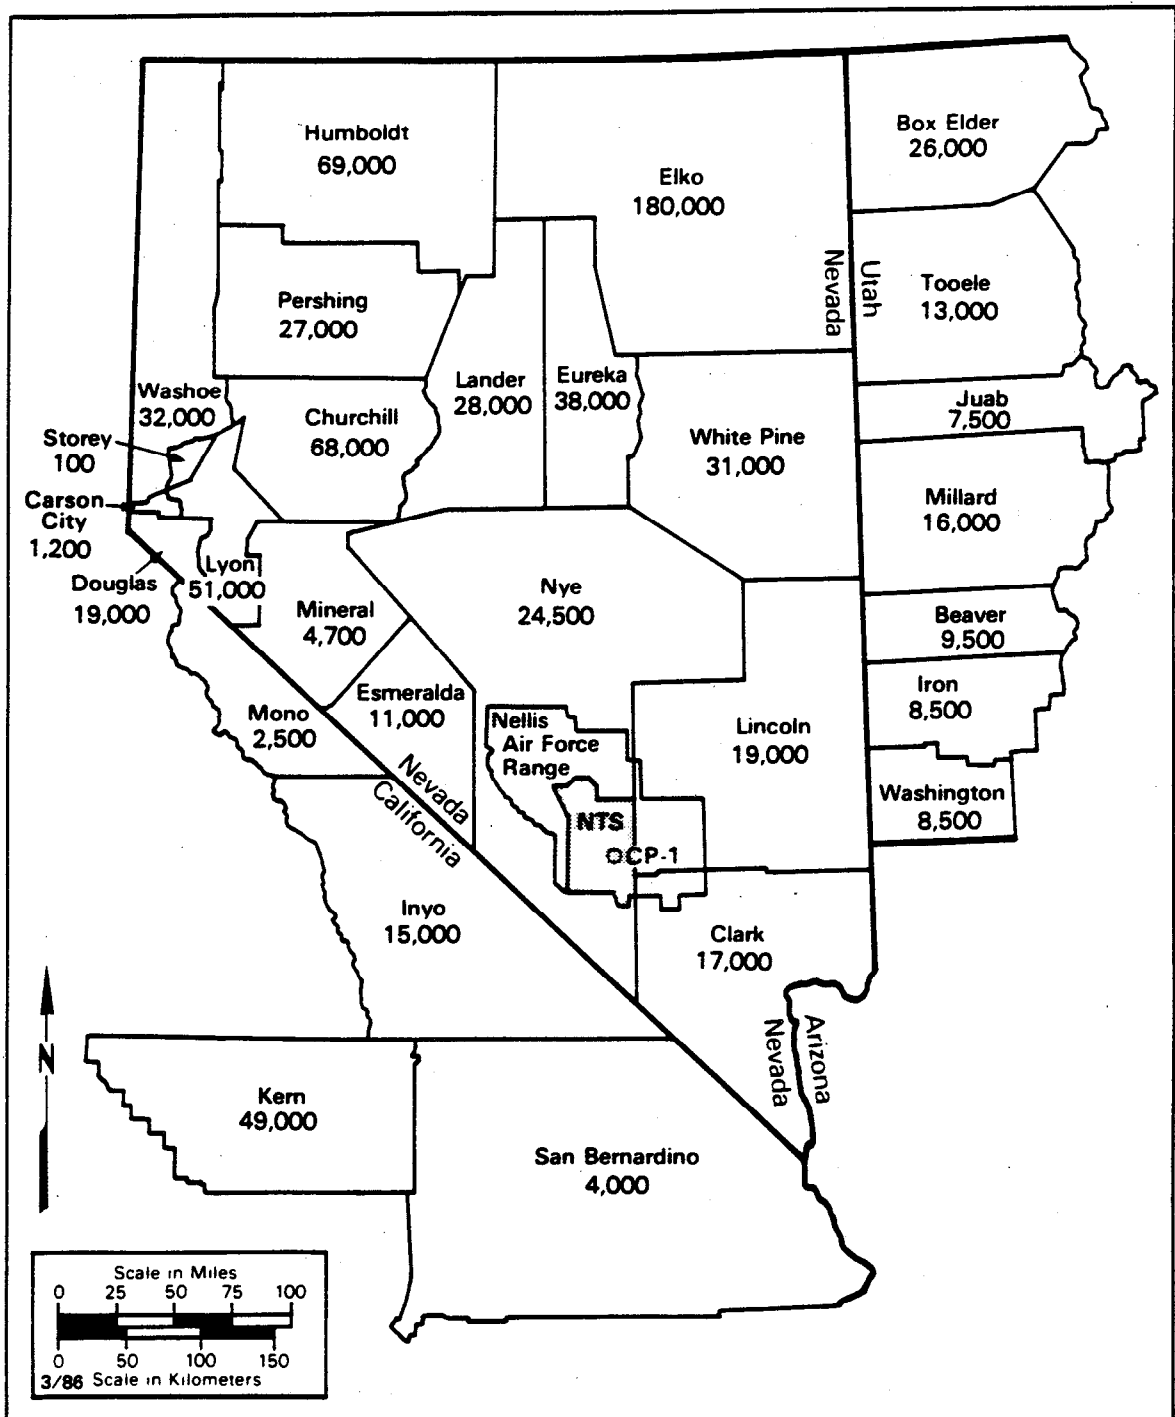 Humboldt
69,000
Elko
180,000
Box Elder
26,000
Nevada
Utah
Tooele
13,000
Pershing
27,000
Washoe
32,000
Churchill
68,000
Lander
28,000
Eureka
38,000
Juab
7,500
Storey
100
White Pine
31,000
Millard
16,000
Carson
City
1,200
Douglas
19,000
Lyon
51,000
Mineral
4,700
Nye
24,500
Beaver
9,500
Iron
8,500
Mono
2,500
Esmeralda
11,000
Nellis
Air Force
Range
Lincoln
19,000
Washington
8,500
Nevada
California
NTS
CP-1
Inyo
15,000
Clark
17,000
Arizona
Nevada
N
Kern
49,000
San Bernardino
4,000
Scale in Miles
0 25 50 75 100
0 50 100 150
3/86 Scale in Kilometers